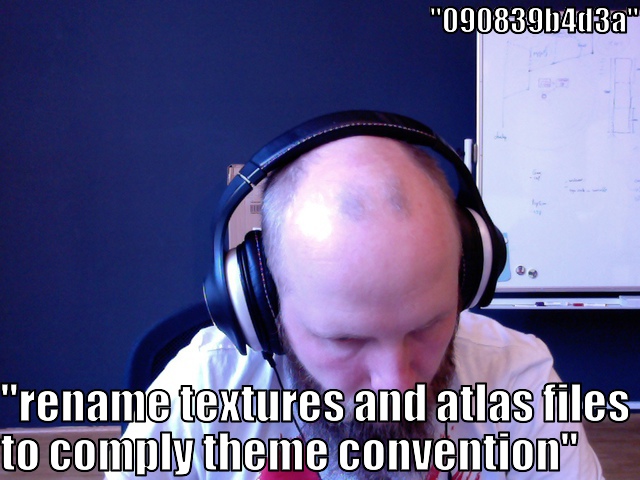 "090839b4d3a"
"rename textures and atlas files
to comply theme convention"